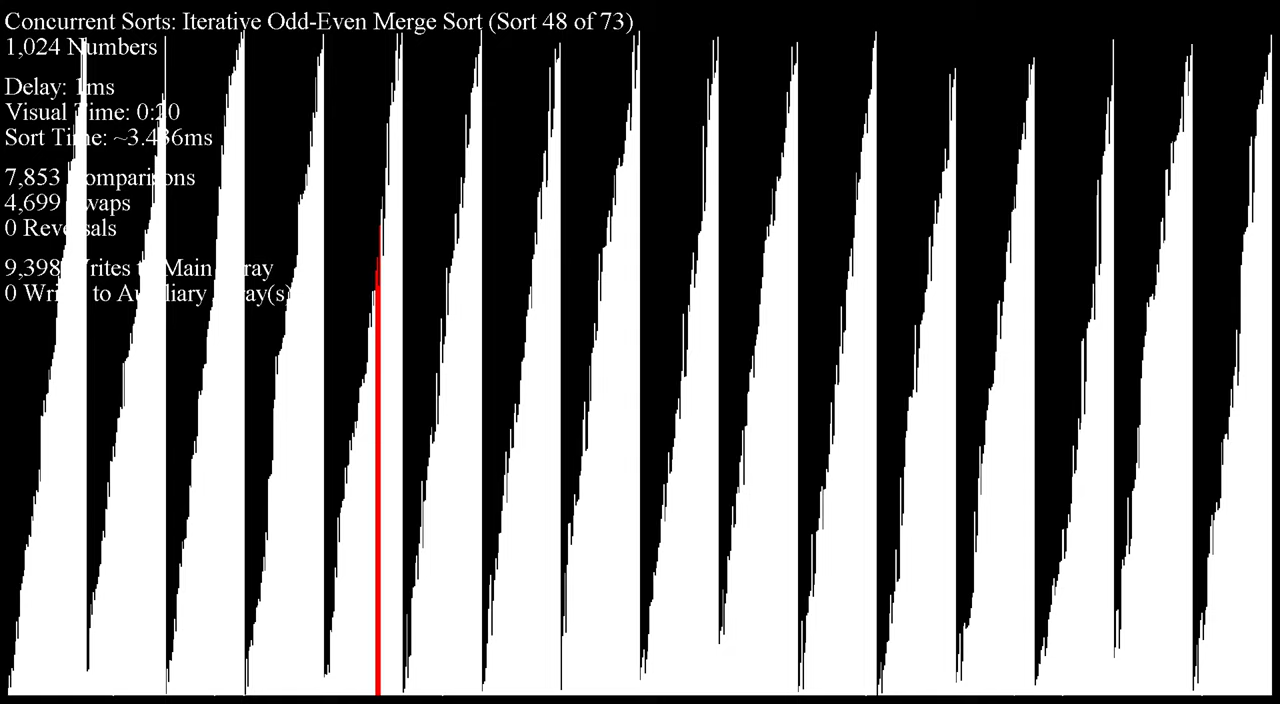 Concurrent Sorts: Iterative Odd-Even Merge Sort (Sort 48 of 73)
1,024 Numbers
Delay: 1ms
Visual Time: 0:20
Sort Time: ~3.436ms
7,853 Comparisons
4,699 Swaps
0 Reversals
9,398 Writes to Main Array
0 Writes to Auxiliary Array(s)